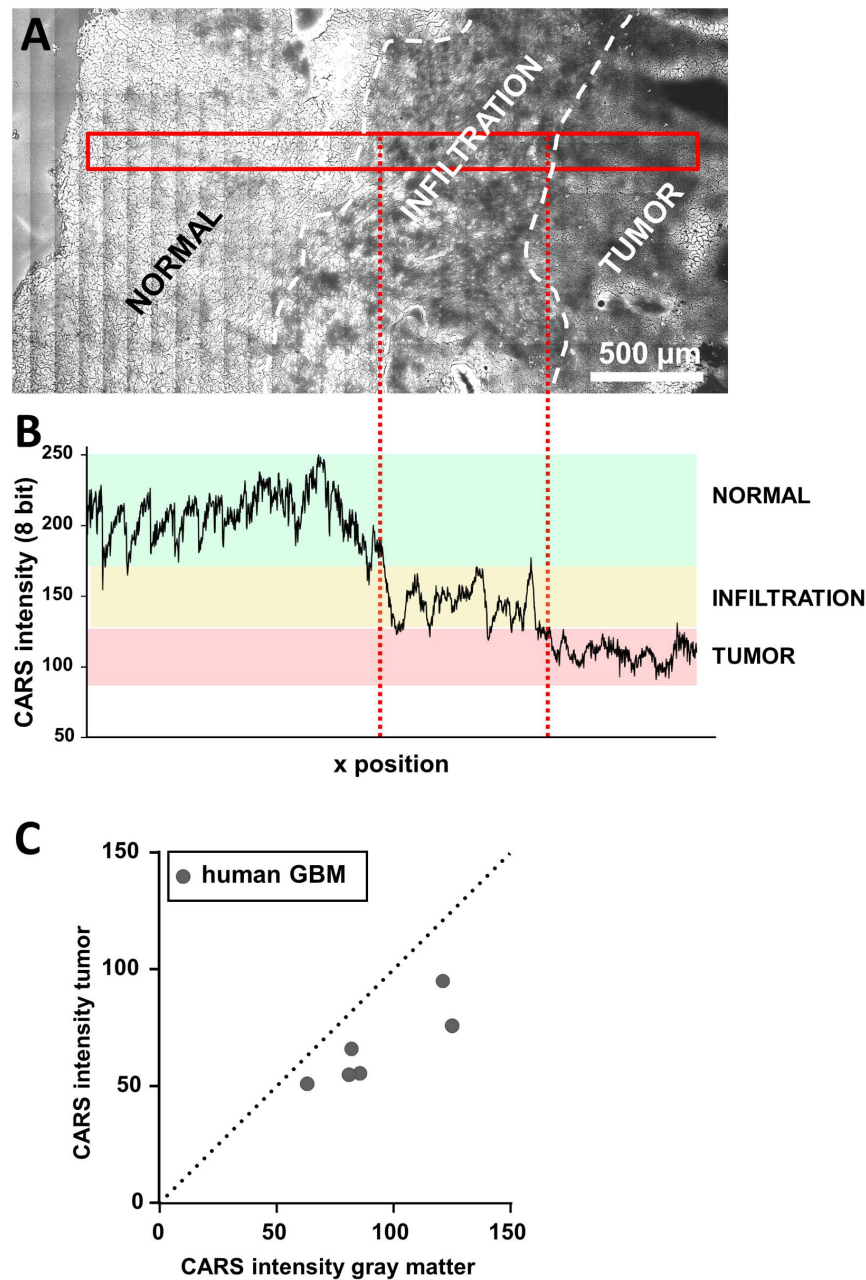 A
NORMAL
INFILTRATION
TUMOR
500 µm
B
CARS intensity (8 bit)
250
200
150
100
50
NORMAL
INFILTRATION
TUMOR
x position
C
CARS intensity tumor
150
100
50
0
human GBM
0
50
100
150
CARS intensity gray matter